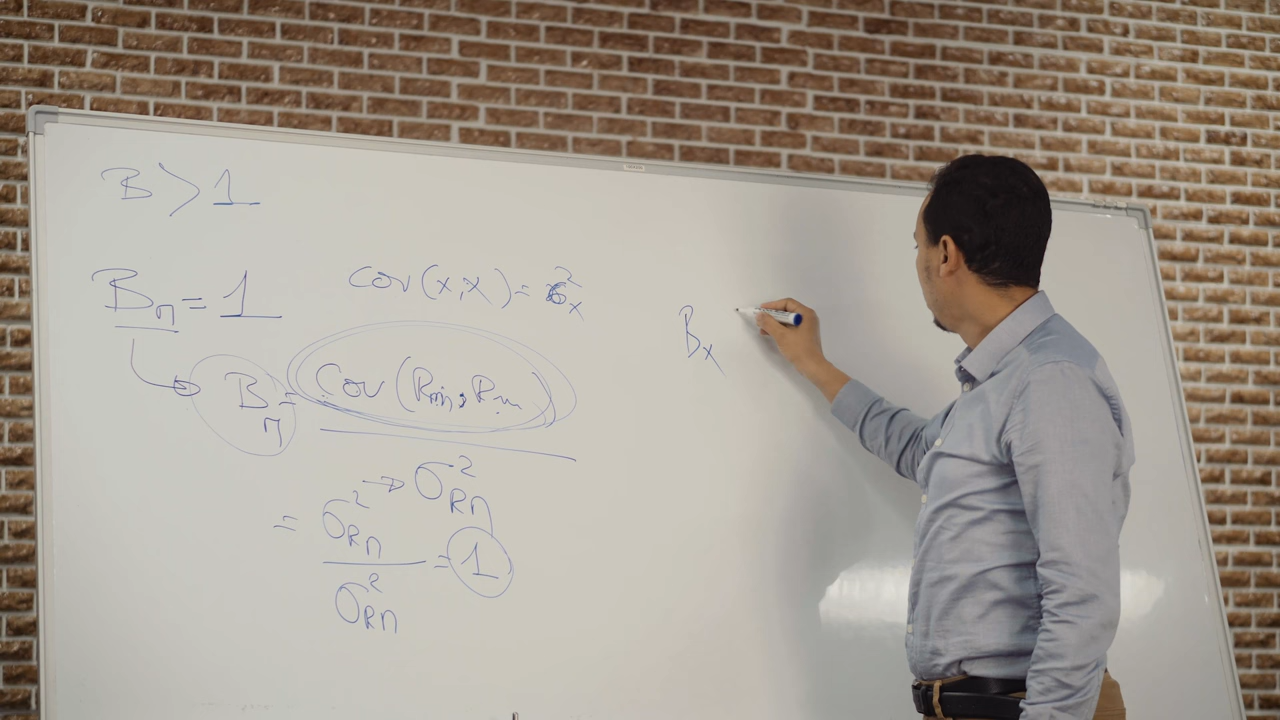 B > 1
Bₘ = 1
cov(x,x) = σ²ₓ
Bₘ = Cov(Rₘ, Rₘ)
→ σ²Rₘ
= σ²Rₘ
σ²Rₘ
= 1
Bₓ